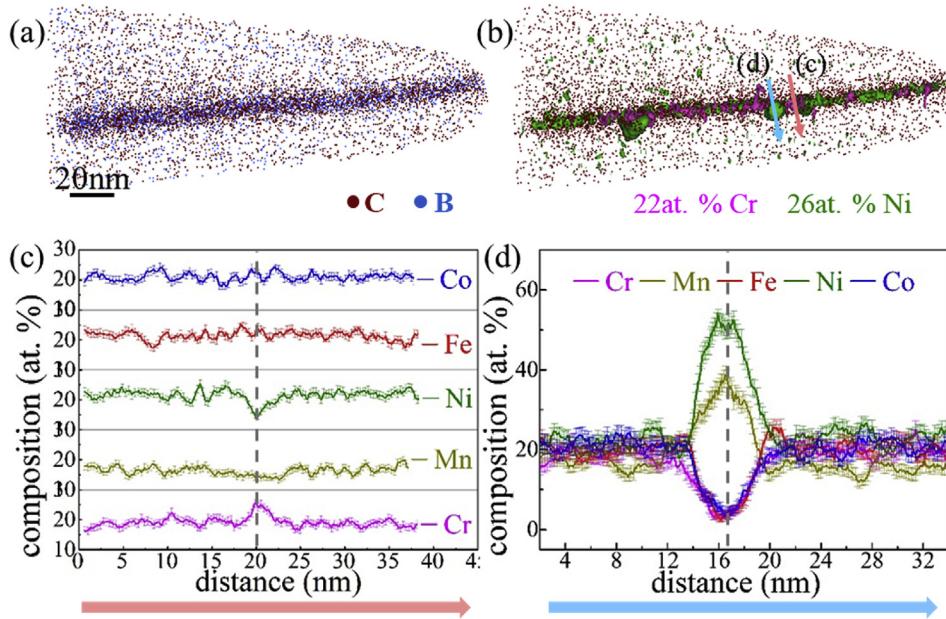 (a)
20nm
C B
(b)
(d) (c)
22at. % Cr 26at. % Ni
(c)
composition (at. %)
30
20
Co
20
Fe
20
Ni
20
Mn
20
Cr
10
0 5 10 15 20 25 30 35 40 45
distance (nm)
(d)
Cr Mn Fe Ni Co
composition (at. %)
60
40
20
0
4 8 12 16 20 24 28 32
distance (nm)